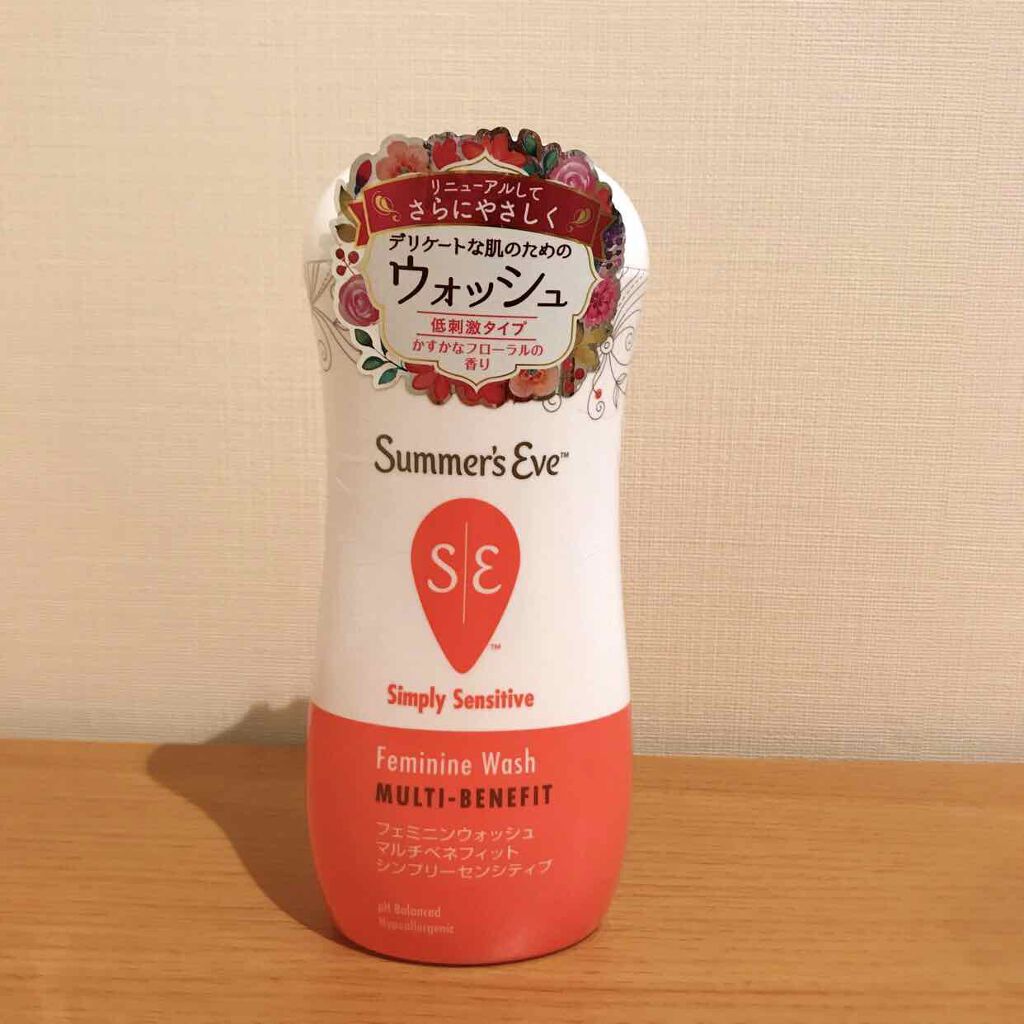 リニューアルして
さらにやさしく
デリケートな肌のための
ウォッシュ
低刺激タイプ
かすかなフローラルの
香り
Summer's Eve™
S|E
™
Simply Sensitive
Feminine Wash
MULTI-BENEFIT
フェミニンウォッシュ
マルチベネフィット
シンプリーセンシティブ
pH Balanced
Hypoallergenic